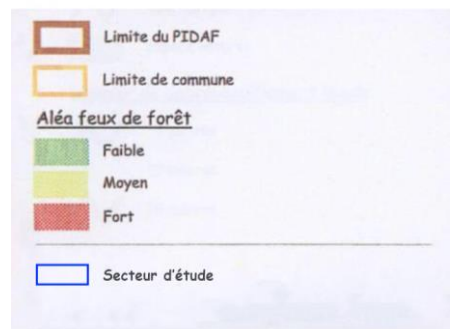 Limite du PIDAF
Limite de commune
Aléa feux de forêt
Faible
Moyen
Fort
Secteur d'étude